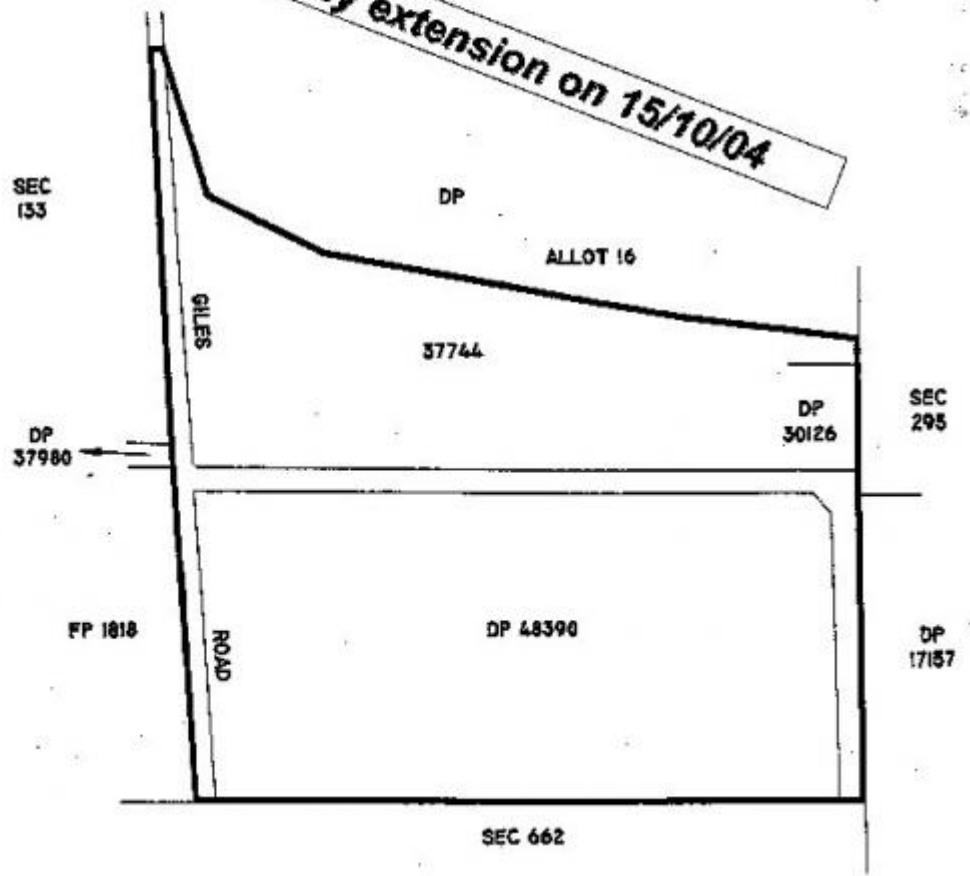 extension on 15/10/04
SEC
133
DP
ALLOT 16
GILES
37744
DP
30126
SEC
295
DP
37980
FP 1818
ROAD
DP 48390
DP
17157
SEC 662